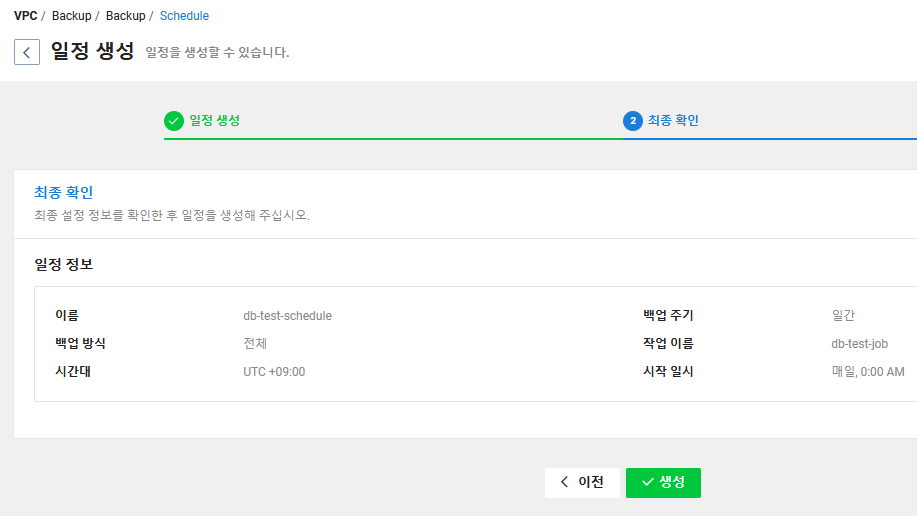 VPC / Backup / Backup / Schedule
일정 생성 일정을 생성할 수 있습니다.
일정 생성 2 최종 확인
최종 확인
최종 설정 정보를 확인한 후 일정을 생성해 주십시오.
일정 정보
이름 db-test-schedule 백업 주기 일간
백업 방식 전체 작업 이름 db-test-job
시간대 UTC +09:00 시작 일시 매일, 0:00 AM
이전 생성